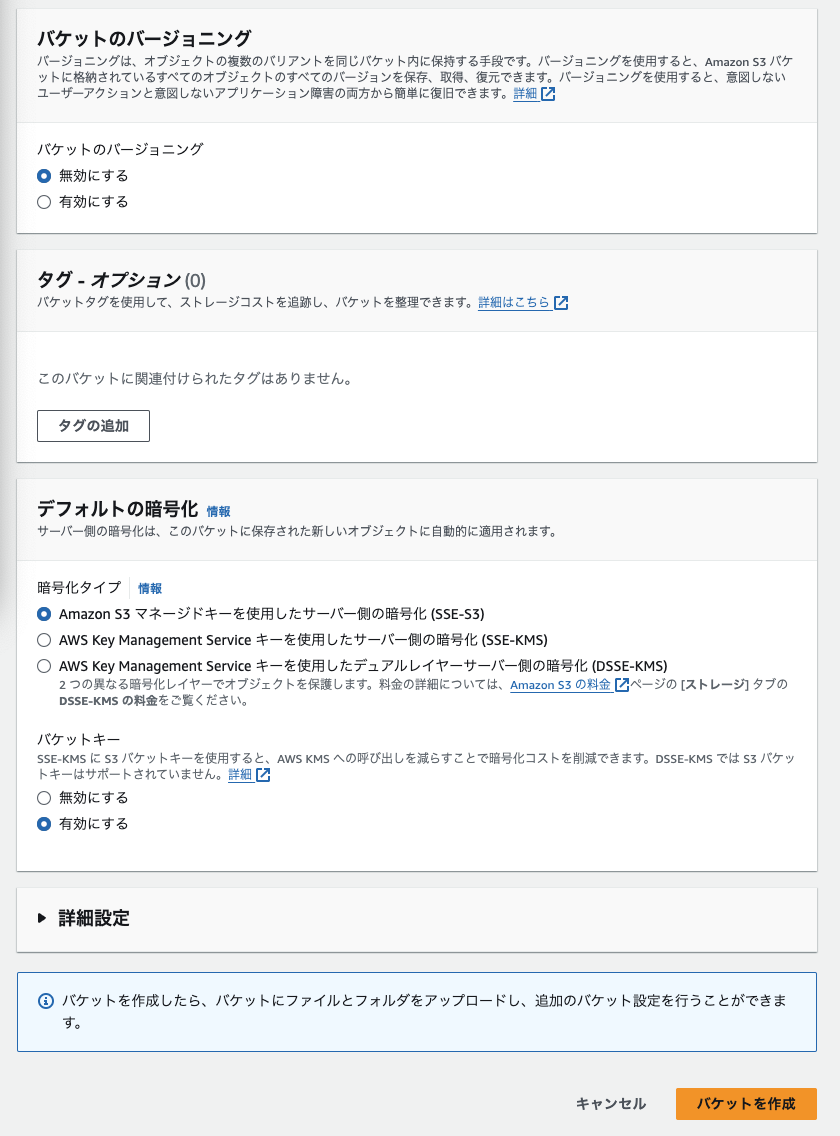 バケットのバージョニング
バージョニングは、オブジェクトの複数のバリアントを同じバケット内に保持する手段です。バージョニングを使用すると、Amazon S3 バケ
ットに格納されているすべてのオブジェクトのすべてのバージョンを保存、取得、復元できます。バージョニングを使用すると、意図しない
ユーザーアクションと意図しないアプリケーション障害の両方から簡単に復旧できます。詳細
バケットのバージョニング
無効にする
有効にする
タグ - オプション (0)
バケットタグを使用して、ストレージコストを追跡し、バケットを整理できます。詳細はこちら
このバケットに関連付けられたタグはありません。
タグの追加
デフォルトの暗号化 情報
サーバー側の暗号化は、このバケットに保存された新しいオブジェクトに自動的に適用されます。
暗号化タイプ 情報
Amazon S3 マネージドキーを使用したサーバー側の暗号化 (SSE-S3)
AWS Key Management Service キーを使用したサーバー側の暗号化 (SSE-KMS)
AWS Key Management Service キーを使用したデュアルレイヤーサーバー側の暗号化 (DSSE-KMS)
2 つの異なる暗号化レイヤーでオブジェクトを保護します。料金の詳細については、Amazon S3 の料金 ページの [ストレージ] タブの
DSSE-KMS の料金をご覧ください。
バケットキー
SSE-KMS に S3 バケットキーを使用すると、AWS KMS への呼び出しを減らすことで暗号化コストを削減できます。DSSE-KMS では S3 バケッ
トキーはサポートされていません。詳細
無効にする
有効にする
詳細設定
バケットを作成したら、バケットにファイルとフォルダをアップロードし、追加のバケット設定を行うことができま
す。
キャンセル バケットを作成